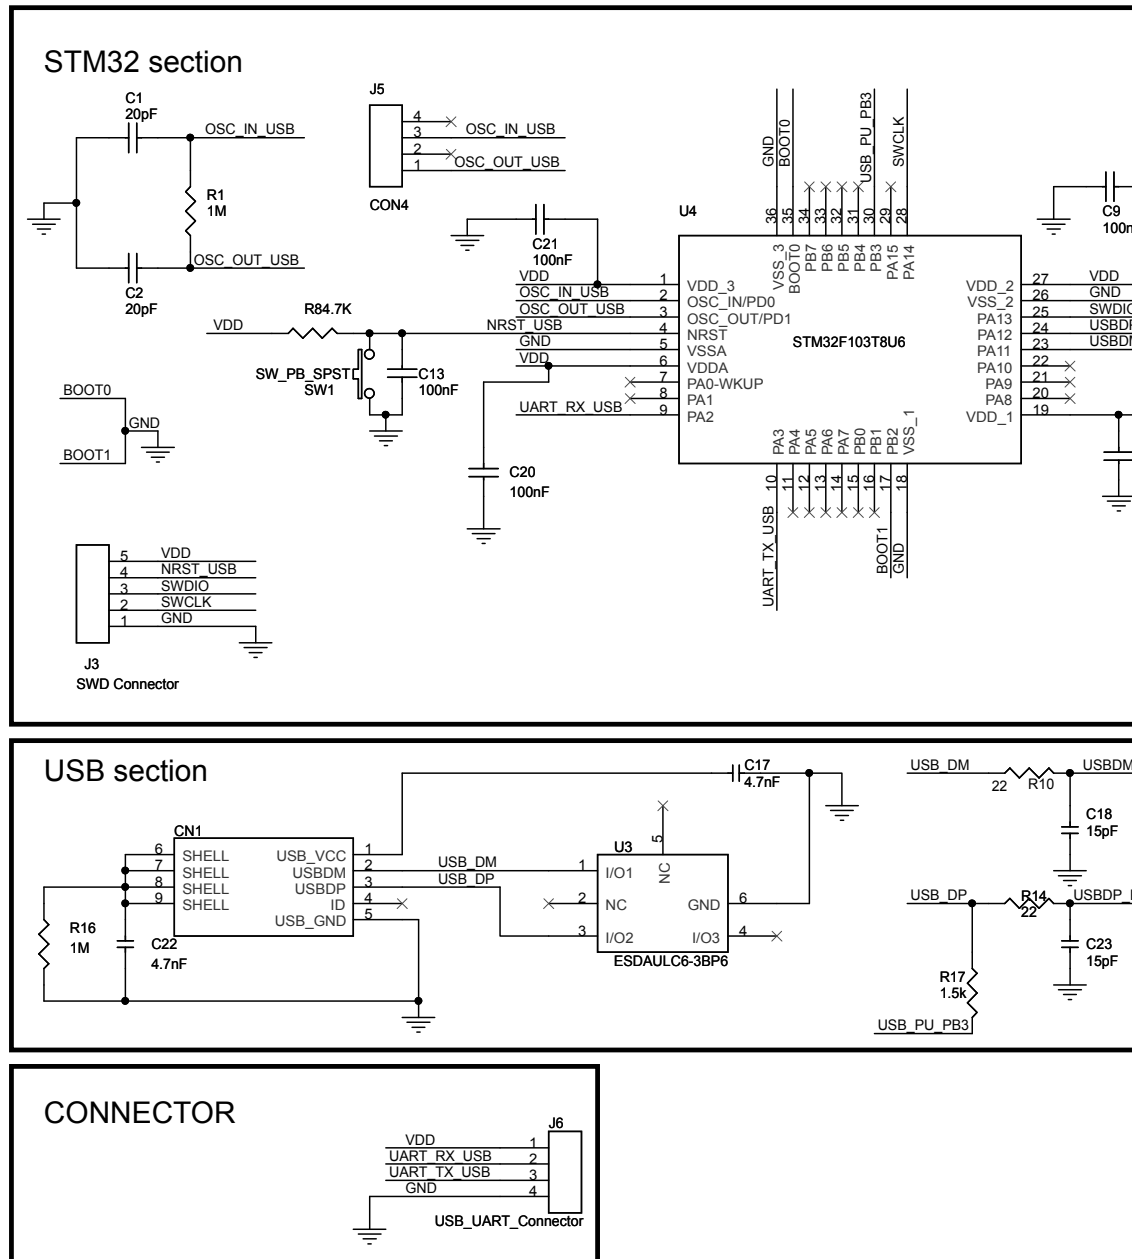 STM32 section
C1
20pF
OSC_IN_USB
R1
1M
OSC_OUT_USB
C2
20pF
J5
4
3 OSC_IN_USB
2
1 OSC_OUT_USB
CON4
C21
100nF
C9
U4
GND
BOOT0
USB_PU_PB3
SWCLK
36
35
34
33
32
31
30
29
28
VSS_3
BOOT0
PB7
PB6
PB5
PB4
PB3
PA15
PA14
VDD 1 VDD_3
OSC_IN_USB 2 OSC_IN/PD0
OSC_OUT_USB 3 OSC_OUT/PD1
NRST_USB 4 NRST
GND 5 VSSA
VDD 6 VDDA
7 PA0-WKUP
8 PA1
UART_RX_USB 9 PA2
STM32F103T8U6
VDD_2 27 VDD
VSS_2 26 GND
PA13 25 SWDIO
PA12 24
PA11 23
PA10 22
PA9 21
PA8 20
VDD_1 19
PA3
PA4
PA5
PA6
PA7
PB0
PB1
PB2
VSS_1
10
11
12
13
14
15
16
17
18
UART_TX_USB
BOOT1
GND
VDD
R84.7K
SW_PB_SPST
SW1
C13
100nF
C20
100nF
BOOT0
GND
BOOT1
5 VDD
4 NRST_USB
3 SWDIO
2 SWCLK
1 GND
J3
SWD Connector
USB section
CN1
6 SHELL
7 SHELL
8 SHELL
9 SHELL
USB_VCC 1
USBDM 2 USB_DM
USBDP 3 USB_DP
ID 4
USB_GND 5
R16
1M
C22
4.7nF
C17
4.7nF
U3
5
NC
1 I/O1
2 NC
3 I/O2
GND 6
I/O3 4
ESDAULC6-3BP6
USB_DM
22 R10
USBDM
C18
15pF
USB_DP
R14
22
C23
15pF
R17
1.5k
USB_PU_PB3
CONNECTOR
J6
VDD 1
UART_RX_USB 2
UART_TX_USB 3
GND 4
USB_UART_Connector